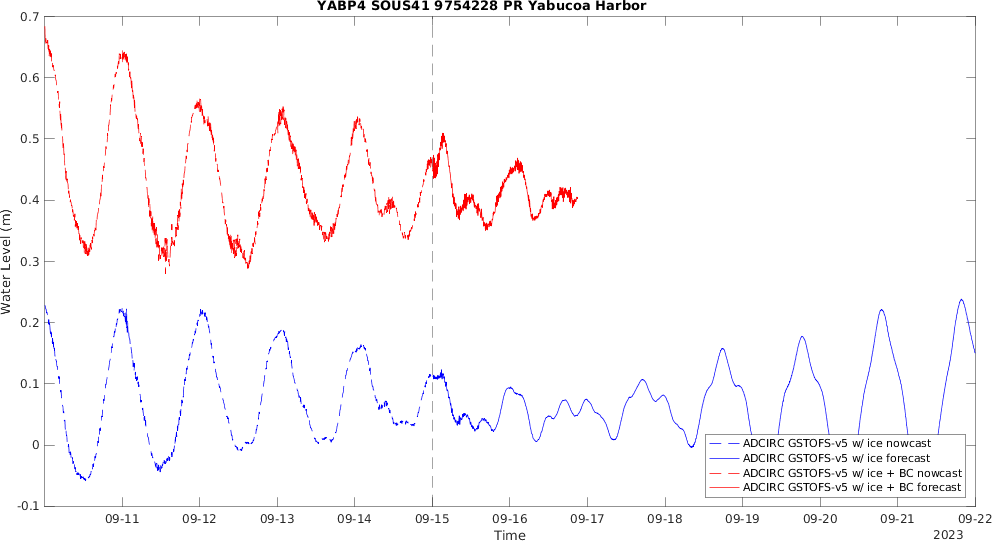 YABP4 SOUS41 9754228 PR Yabucoa Harbor
0.7
0.6
0.5
0.4
0.3
0.2
0.1
0
-0.1
Water Level (m)
ADCIRC GSTOFS-v5 w/ ice nowcast
ADCIRC GSTOFS-v5 w/ ice forecast
ADCIRC GSTOFS-v5 w/ ice + BC nowcast
ADCIRC GSTOFS-v5 w/ ice + BC forecast
09-11 09-12 09-13 09-14 09-15 09-16 09-17 09-18 09-19 09-20 09-21 09-22
Time
2023